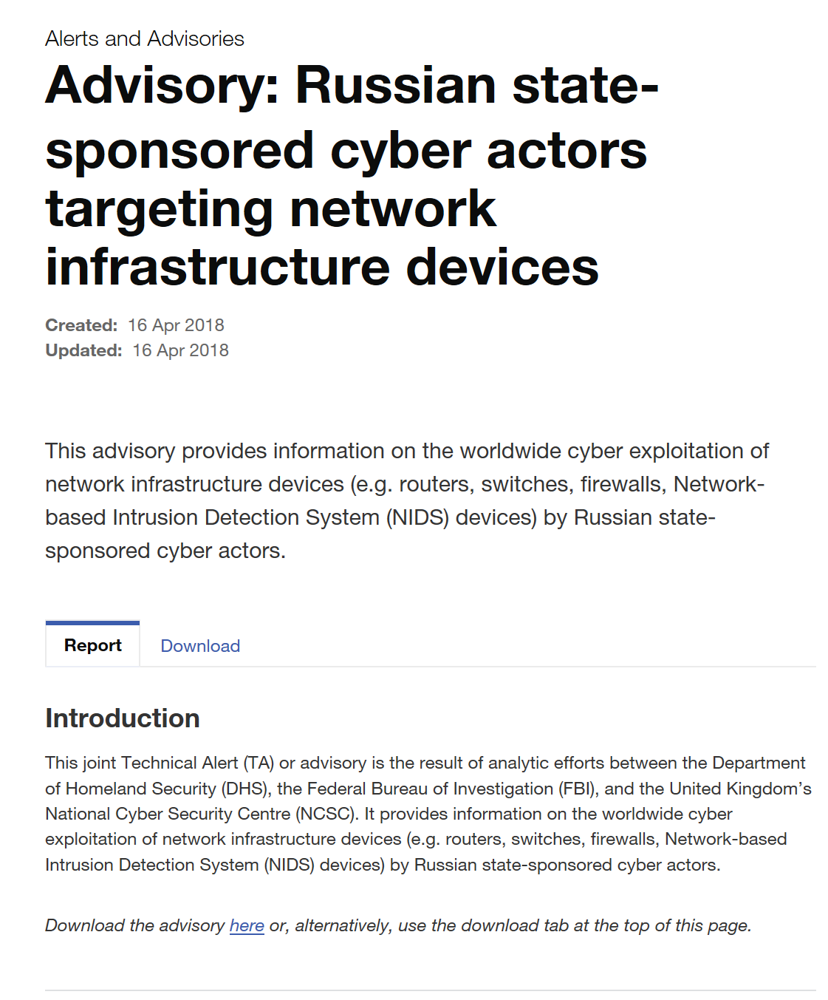 Alerts and Advisories
Advisory: Russian state-
sponsored cyber actors
targeting network
infrastructure devices
Created: 16 Apr 2018
Updated: 16 Apr 2018
This advisory provides information on the worldwide cyber exploitation of
network infrastructure devices (e.g. routers, switches, firewalls, Network-
based Intrusion Detection System (NIDS) devices) by Russian state-
sponsored cyber actors.
Report Download
Introduction
This joint Technical Alert (TA) or advisory is the result of analytic efforts between the Department
of Homeland Security (DHS), the Federal Bureau of Investigation (FBI), and the United Kingdom’s
National Cyber Security Centre (NCSC). It provides information on the worldwide cyber
exploitation of network infrastructure devices (e.g. routers, switches, firewalls, Network-based
Intrusion Detection System (NIDS) devices) by Russian state-sponsored cyber actors.
Download the advisory here or, alternatively, use the download tab at the top of this page.